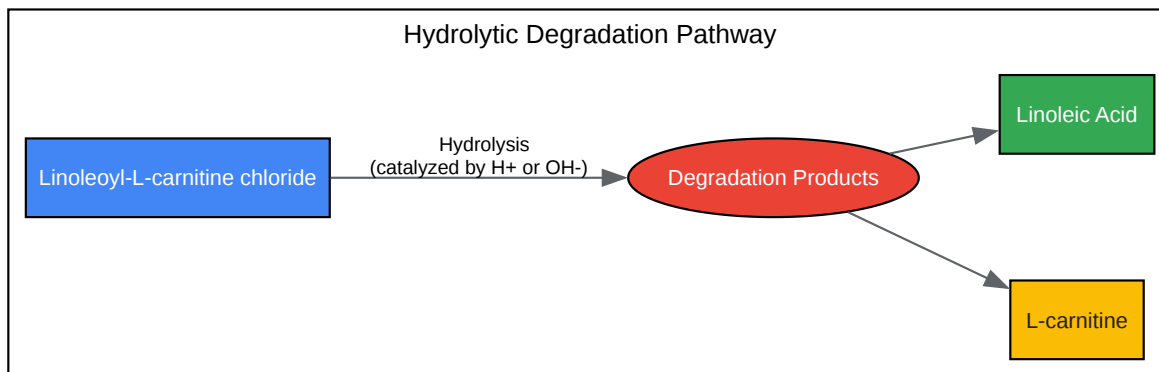 Hydrolytic Degradation Pathway
Linoleoyl-L-carnitine chloride
Hydrolysis
(catalyzed by H+ or OH-)
Degradation Products
Linoleic Acid
L-carnitine